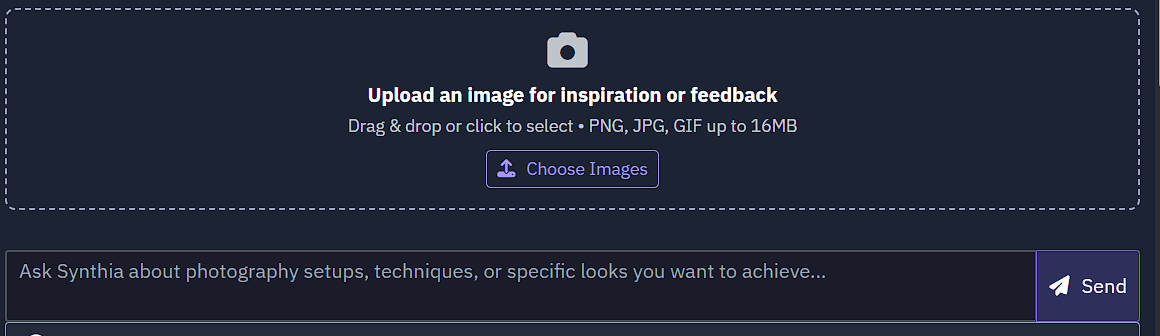 Upload an image for inspiration or feedback
Drag & drop or click to select • PNG, JPG, GIF up to 16MB
Choose Images
Ask Synthia about photography setups, techniques, or specific looks you want to achieve...
Send